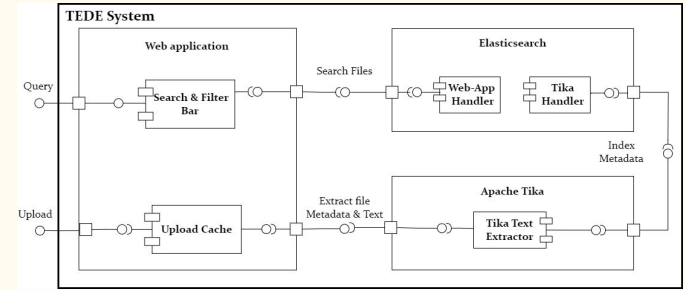 TEDE System
Web application
Elasticsearch
Query
Search & Filter
Bar
Search Files
Web-App
Handler
Tika
Handler
Index
Metadata
Upload
Upload Cache
Extract file
Metadata & Text
Apache Tika
Tika Text
Extractor